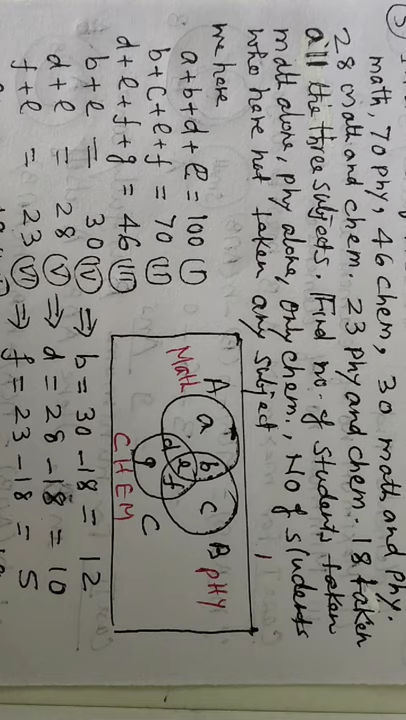 5
math, 70 phy, 46 chem, 30 math and phy.
28 math and chem. 23 phy and chem. 18 taken
all the three subjects. Find no. of students taken
math alone, phy alone, only chem., No of students
who have not taken any subject
we have
a+b+d+e = 100 (I)
b+c+e+f = 70 (II)
d+e+f+g = 46 (III)
b+e = 30 (IV) ⇒ b = 30 - 18 = 12
d+e = 28 (V) ⇒ d = 28 - 18 = 10
f+e = 23 (VI) ⇒ f = 23 - 18 = 5
A
Math
a
b
c
d
e
f
g
B
PHY
C
CHEM